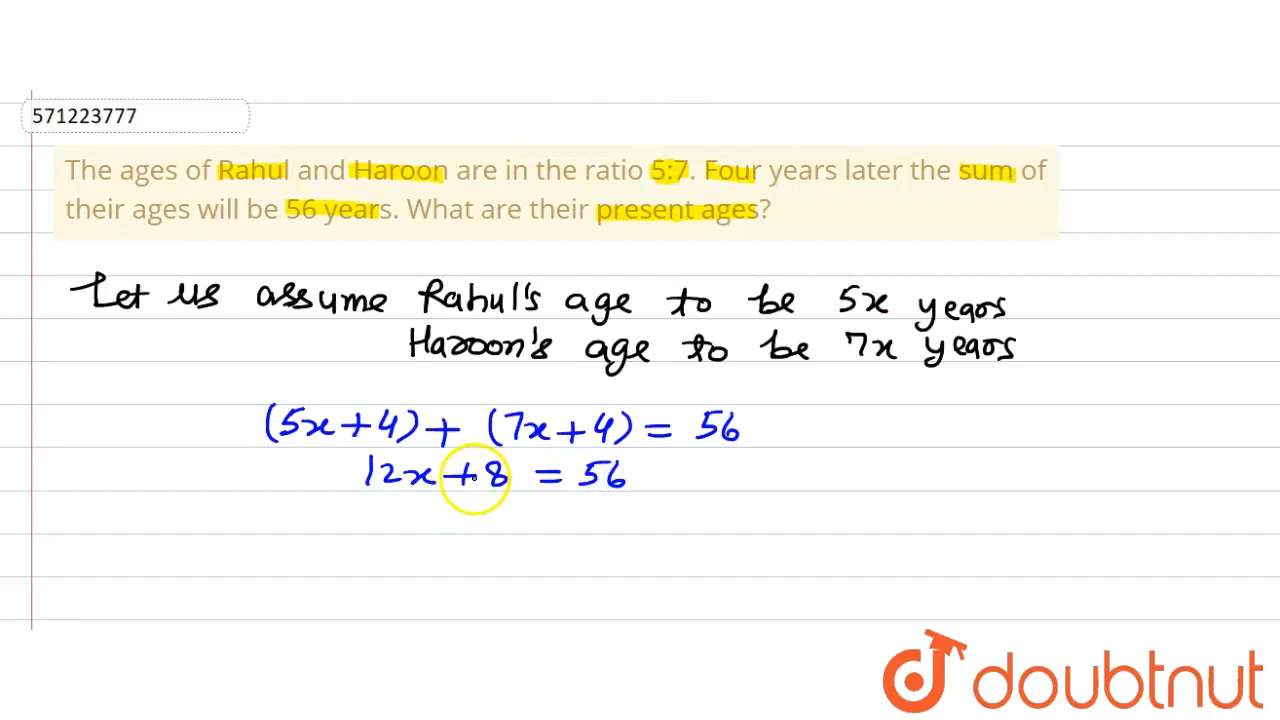 571223777
The ages of Rahul and Haroon are in the ratio 5:7. Four years later the sum of
their ages will be 56 years. What are their present ages?
Let us assume Rahul's age to be 5x years
Haroon's age to be 7x years
(5x+4)+ (7x+4) = 56
12x+8 = 56
doubtnut